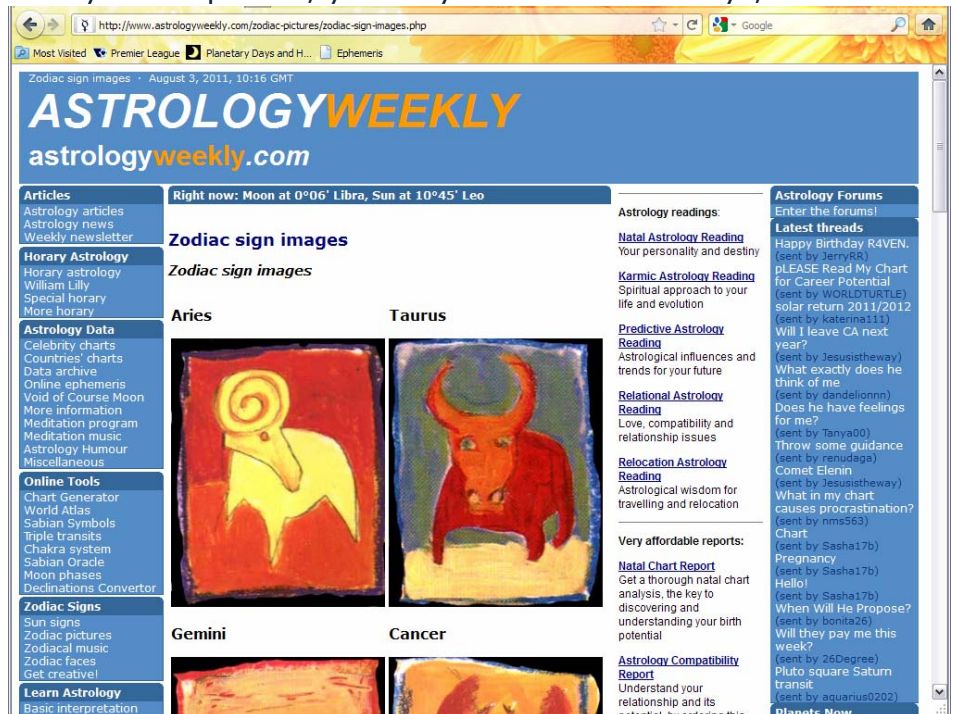 http://www.astrologyweekly.com/zodiac-pictures/zodiac-sign-images.php
Google
Most Visited
Premier League
Planetary Days and H...
Ephemeris
Zodiac sign images · August 3, 2011, 10:16 GMT
ASTROLOGYWEEKLY
astrologyweekly.com
Articles
Astrology articles
Astrology news
Weekly newsletter
Horary Astrology
Horary astrology
William Lilly
Special horary
More horary
Astrology Data
Celebrity charts
Countries' charts
Data archive
Online ephemeris
Void of Course Moon
More information
Meditation program
Meditation music
Astrology Humour
Miscellaneous
Online Tools
Chart Generator
World Atlas
Sabian Symbols
Triple transits
Chakra system
Sabian Oracle
Moon phases
Declinations Convertor
Zodiac Signs
Sun signs
Zodiac pictures
Zodiacal music
Zodiac faces
Get creative!
Learn Astrology
Basic interpretation
Right now: Moon at 0°06' Libra, Sun at 10°45' Leo
Zodiac sign images
Zodiac sign images
Aries
Taurus
Gemini
Cancer
Astrology readings:
Natal Astrology Reading
Your personality and destiny
Karmic Astrology Reading
Spiritual approach to your
life and evolution
Predictive Astrology
Reading
Astrological influences and
trends for your future
Relational Astrology
Reading
Love, compatibility and
relationship issues
Relocation Astrology
Reading
Astrological wisdom for
travelling and relocation
Very affordable reports:
Natal Chart Report
Get a thorough natal chart
analysis, the key to
discovering and
understanding your birth
potential
Astrology Compatibility
Report
Understand your
relationship and its
Astrology Forums
Enter the forums!
Latest threads
Happy Birthday R4VEN.
(sent by JerryRR)
pLEASE Read My Chart
for Career Potential
(sent by WORLDTURTLE)
solar return 2011/2012
(sent by katerina111)
Will I leave CA next
year?
(sent by Jesusistheway)
What exactly does he
think of me
(sent by dandelionnn)
Does he have feelings
for me?
(sent by Tanya00)
Throw some guidance
(sent by renudaga)
Comet Elenin
(sent by Jesusistheway)
What in my chart
causes procrastination?
(sent by nms563)
Chart
(sent by Sasha17b)
Pregnancy
(sent by Sasha17b)
Hello!
(sent by Sasha17b)
When Will He Propose?
(sent by bonita26)
Will they pay me this
week?
(sent by 26Degree)
Pluto square Saturn
transit
(sent by aquarius0202)
Planets Now